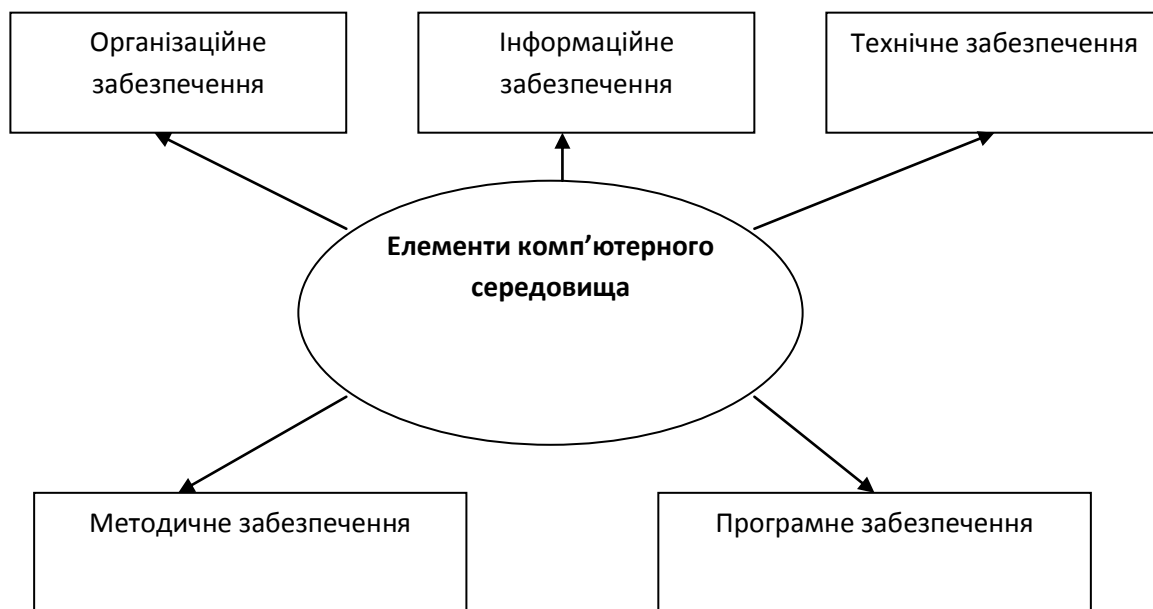 Організаційне
забезпечення
Інформаційне
забезпечення
Технічне забезпечення
Елементи комп’ютерного
середовища
Методичне забезпечення
Програмне забезпечення